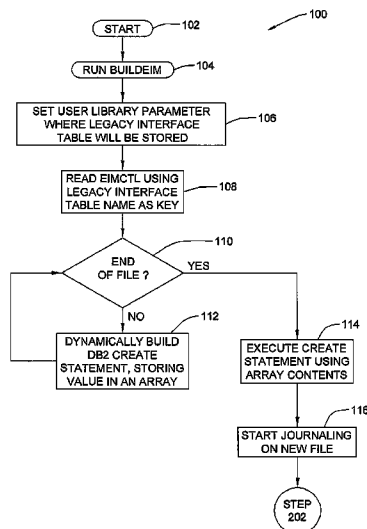 START
102
100
RUN BUILDEIM
104
SET USER LIBRARY PARAMETER
WHERE LEGACY INTERFACE
TABLE WILL BE STORED
106
READ EIMCTL USING
LEGACY INTERFACE
TABLE NAME AS KEY
108
END
OF FILE ?
110
YES
NO
DYNAMICALLY BUILD
DB2 CREATE
STATEMENT, STORING
VALUE IN AN ARRAY
112
EXECUTE CREATE
STATEMENT USING
ARRAY CONTENTS
114
START JOURNALING
ON NEW FILE
116
STEP
202